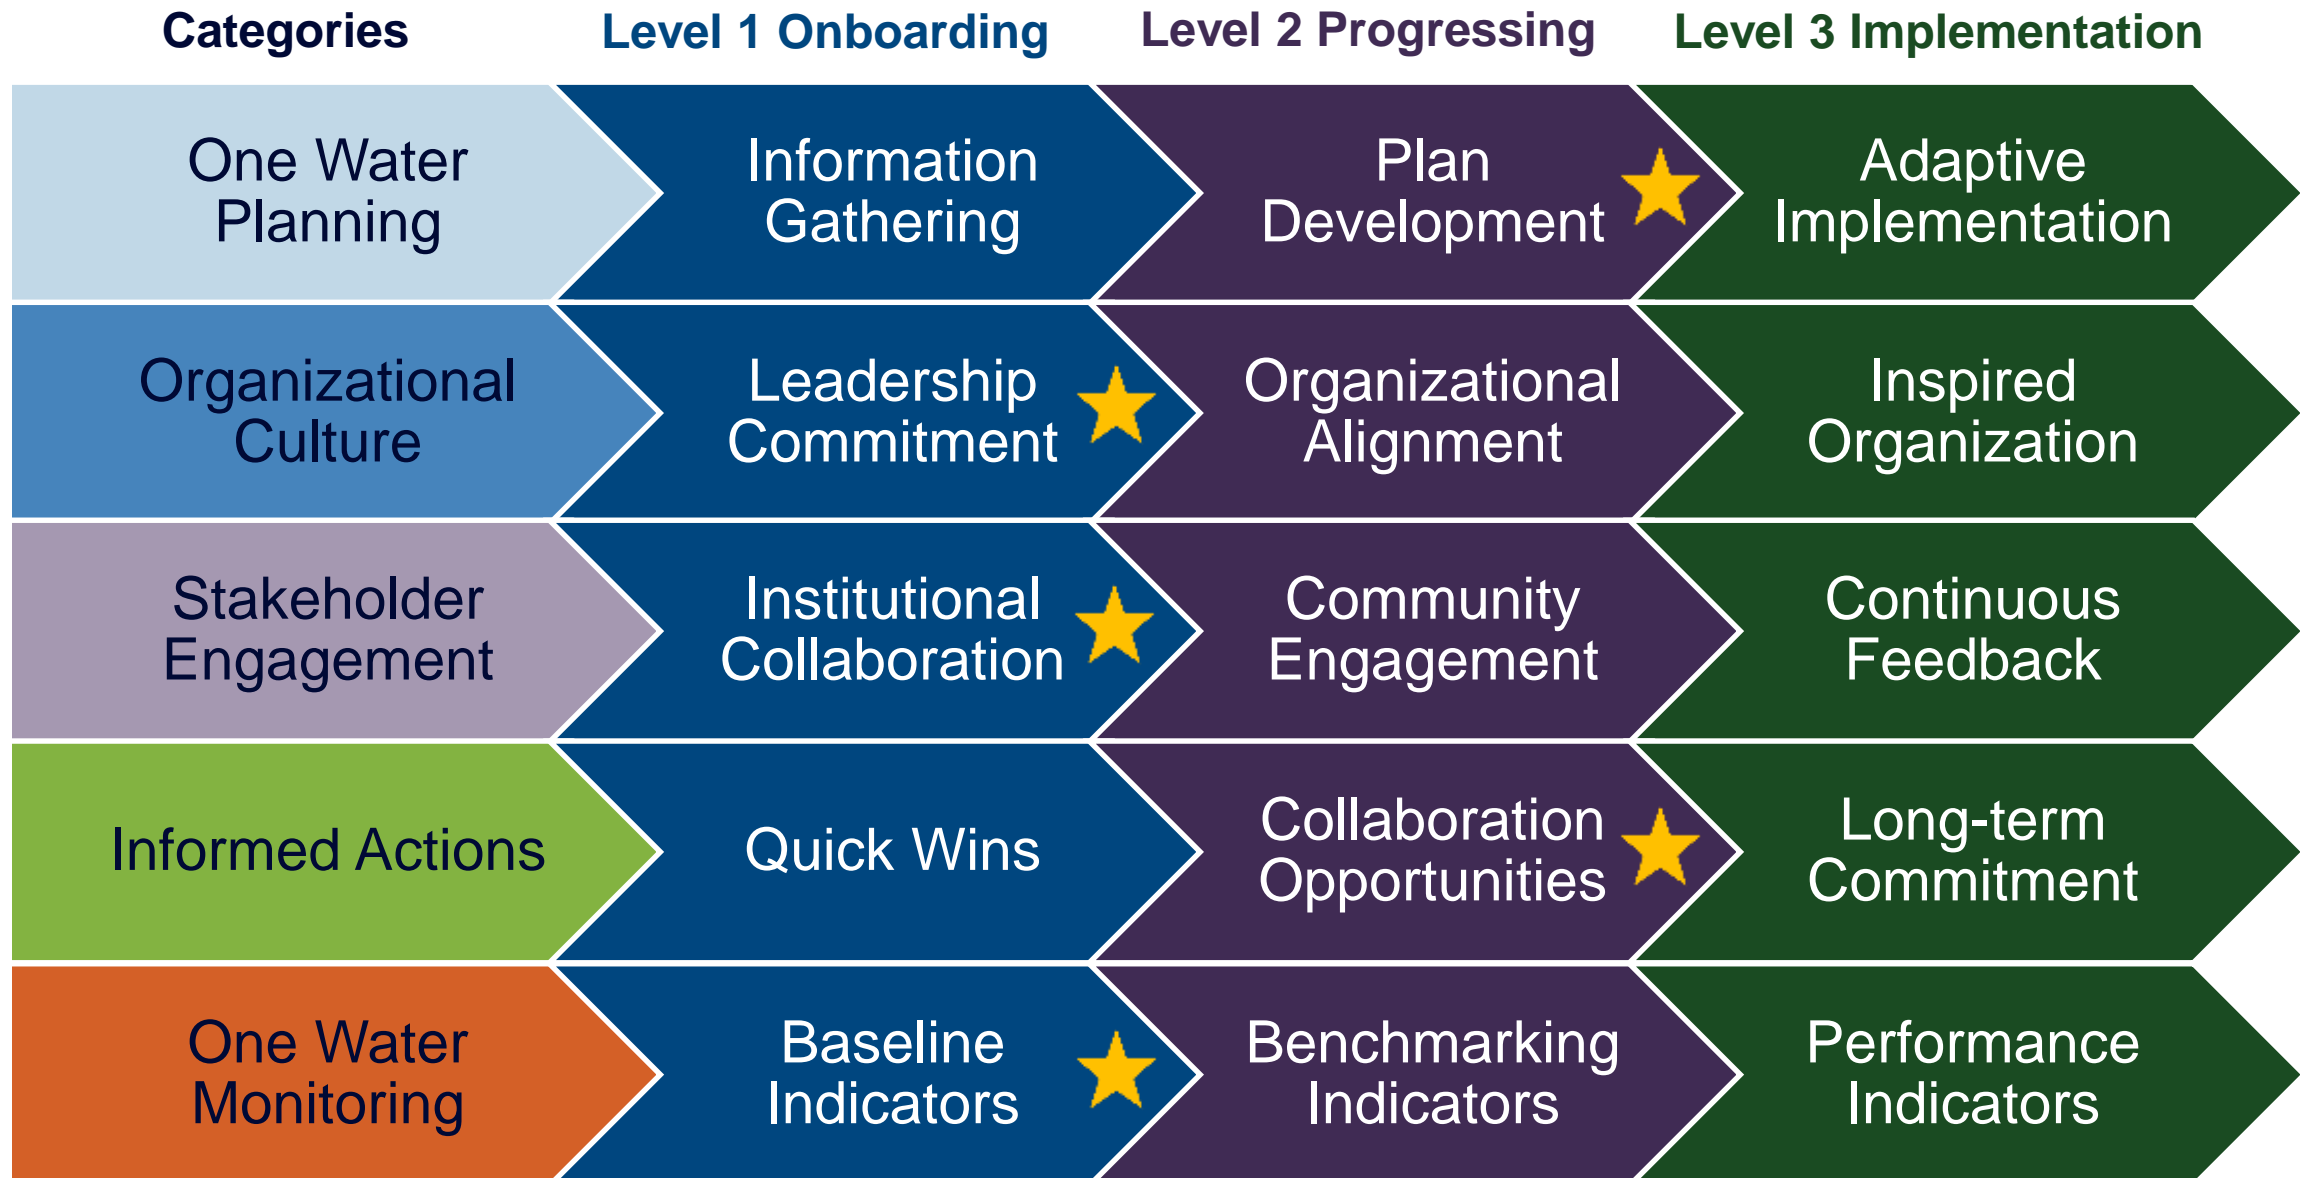 Categories
Level 1 Onboarding
Level 2 Progressing
Level 3 Implementation
One Water
Planning
Information
Gathering
Plan
Development
Adaptive
Implementation
Organizational
Culture
Leadership
Commitment
Organizational
Alignment
Inspired
Organization
Stakeholder
Engagement
Institutional
Collaboration
Community
Engagement
Continuous
Feedback
Informed Actions
Quick Wins
Collaboration
Opportunities
Long-term
Commitment
One Water
Monitoring
Baseline
Indicators
Benchmarking
Indicators
Performance
Indicators